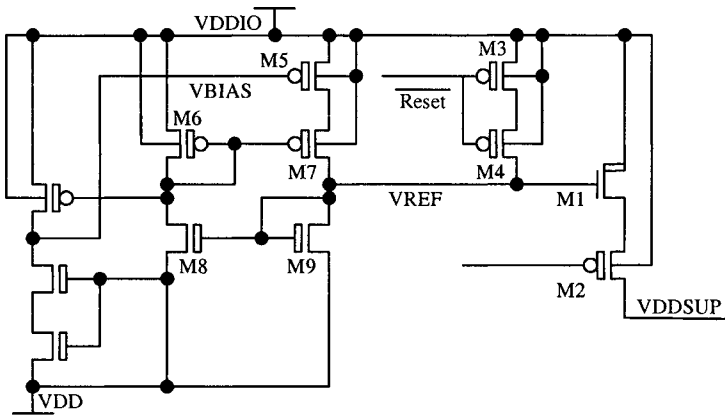 VDDIO
M5
M3
VBIAS
Reset
M6
M7
M4
VREF
M1
M8
M9
M2
VDDSUP
VDD